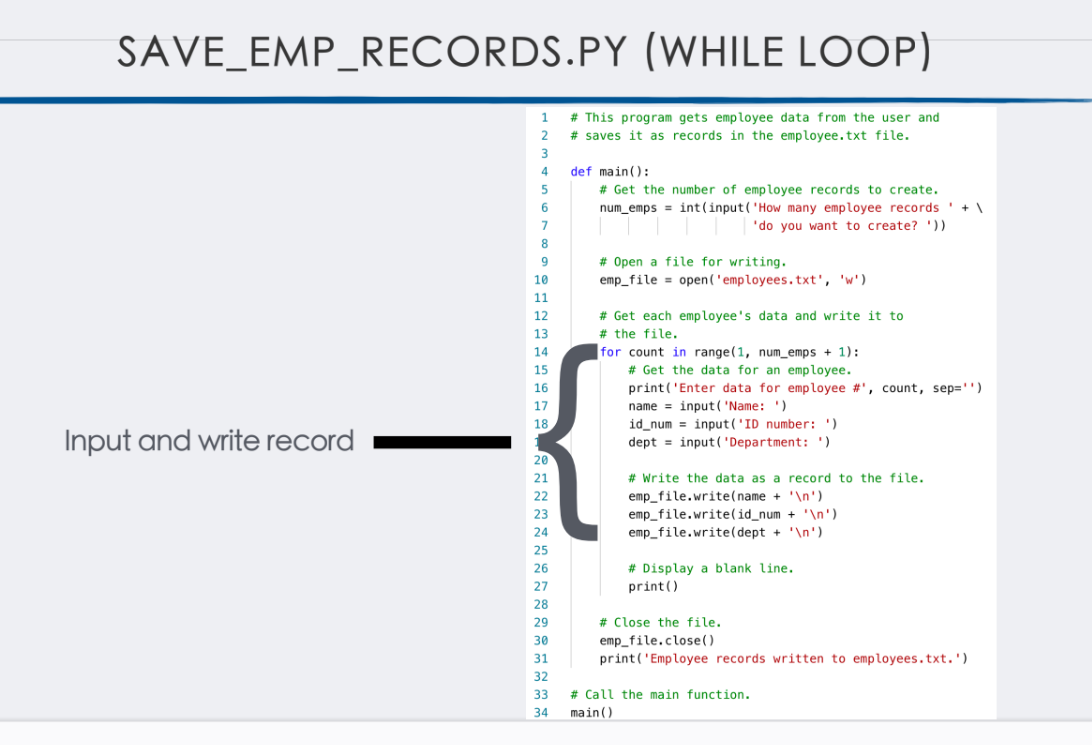 SAVE_EMP_RECORDS.PY (WHILE LOOP)
Input and write record
1 # This program gets employee data from the user and
2 # saves it as records in the employee.txt file.
3
4 def main():
5     # Get the number of employee records to create.
6     num_emps = int(input('How many employee records ' + \
7                          'do you want to create? '))
8
9     # Open a file for writing.
10     emp_file = open('employees.txt', 'w')
11
12     # Get each employee's data and write it to
13     # the file.
14     for count in range(1, num_emps + 1):
15         # Get the data for an employee.
16         print('Enter data for employee #', count, sep='')
17         name = input('Name: ')
18         id_num = input('ID number: ')
dept = input('Department: ')
20
21         # Write the data as a record to the file.
22         emp_file.write(name + '\n')
23         emp_file.write(id_num + '\n')
24         emp_file.write(dept + '\n')
25
26         # Display a blank line.
27         print()
28
29     # Close the file.
30     emp_file.close()
31     print('Employee records written to employees.txt.')
32
33 # Call the main function.
34 main()